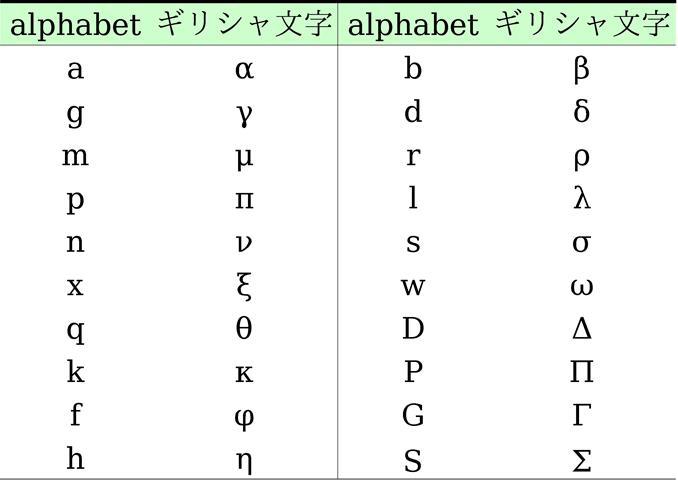 alphabet ギリシャ文字 alphabet ギリシャ文字
a α b β
g γ d δ
m μ r ρ
p π l λ
n ν s σ
x ξ w ω
q θ D Δ
k κ P Π
f φ G Γ
h η S Σ